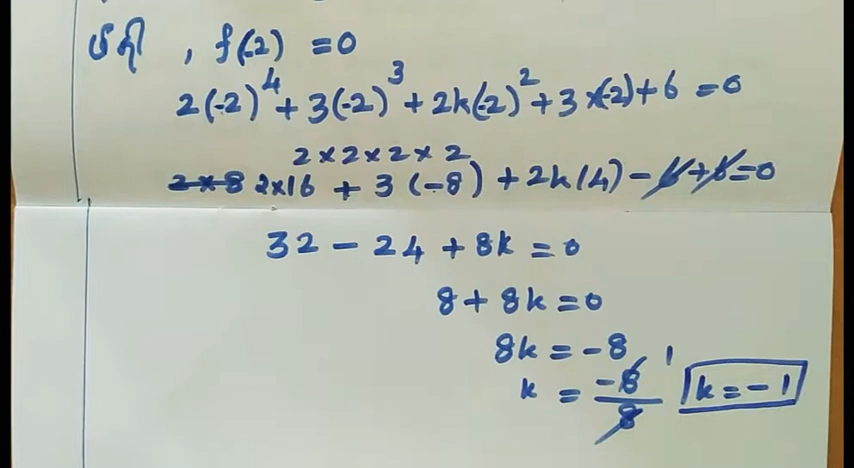 , f(-2) = 0
2(-2)⁴ + 3(-2)³ + 2k(-2)² + 3×(-2) + 6 = 0
2 × 2 × 2 × 2
2×8 2×16 + 3 (-8) + 2k(4) - 6 + 6 = 0
32 - 24 + 8k = 0
8 + 8k = 0
8k = -8
k = -8/8 1 k = -1